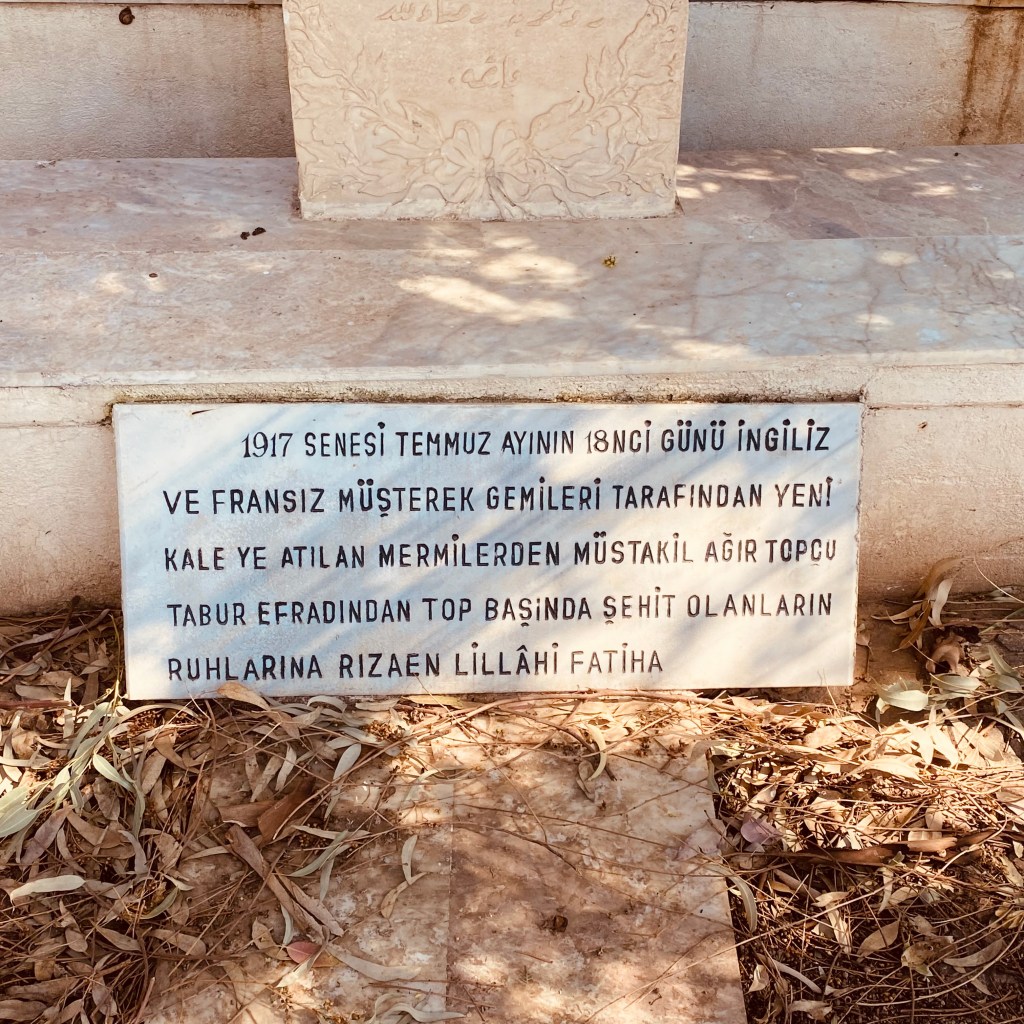 1917 SENESİ TEMMUZ AYININ 18NCİ GÜNÜ İNGİLİZ
VE FRANSIZ MÜŞTEREK GEMİLERİ TARAFINDAN YENİ
KALE YE ATILAN MERMİLERDEN MÜSTAKİL AĞIR TOPÇU
TABUR EFRADINDAN TOP BAŞiNDA ŞEHİT OLANLARIN
RUHLARINA RIZAEN LİLLÂHİ FATİHA